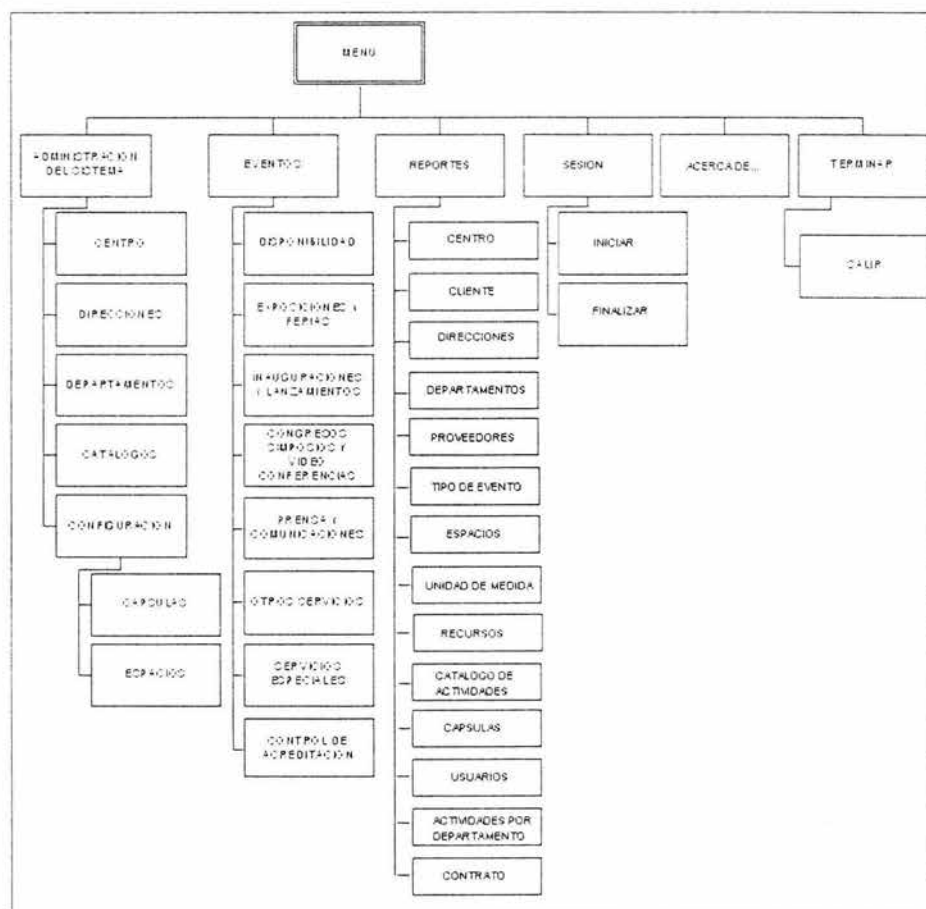 MENU
ADMINISTRACION
DEL SISTEMA
EVENTOS
REPORTES
SESION
ACERCA DE...
TERMINAR
CENTRO
DIRECCIONES
DEPARTAMENTOS
CATALOGOS
CONFIGURACION
CAPSULAS
ESPACIOS
DISPONIBILIDAD
EXPOSICIONES Y
FERIAS
INAUGURACIONES
Y LANZAMIENTOS
CONGRESOS
SIMPOSIOS Y
VIDEO
CONFERENCIAS
PRENSA Y
COMUNICACIONES
OTROS SERVICIOS
SERVICIOS
ESPECIALES
CONTROL DE
ACREDITACION
CENTRO
CLIENTE
DIRECCIONES
DEPARTAMENTOS
PROVEEDORES
TIPO DE EVENTO
ESPACIOS
UNIDAD DE MEDIDA
RECURSOS
CATALOGO DE
ACTIVIDADES
CAPSULAS
USUARIOS
ACTIVIDADES POR
DEPARTAMENTO
CONTRATO
INICIAR
FINALIZAR
SALIR